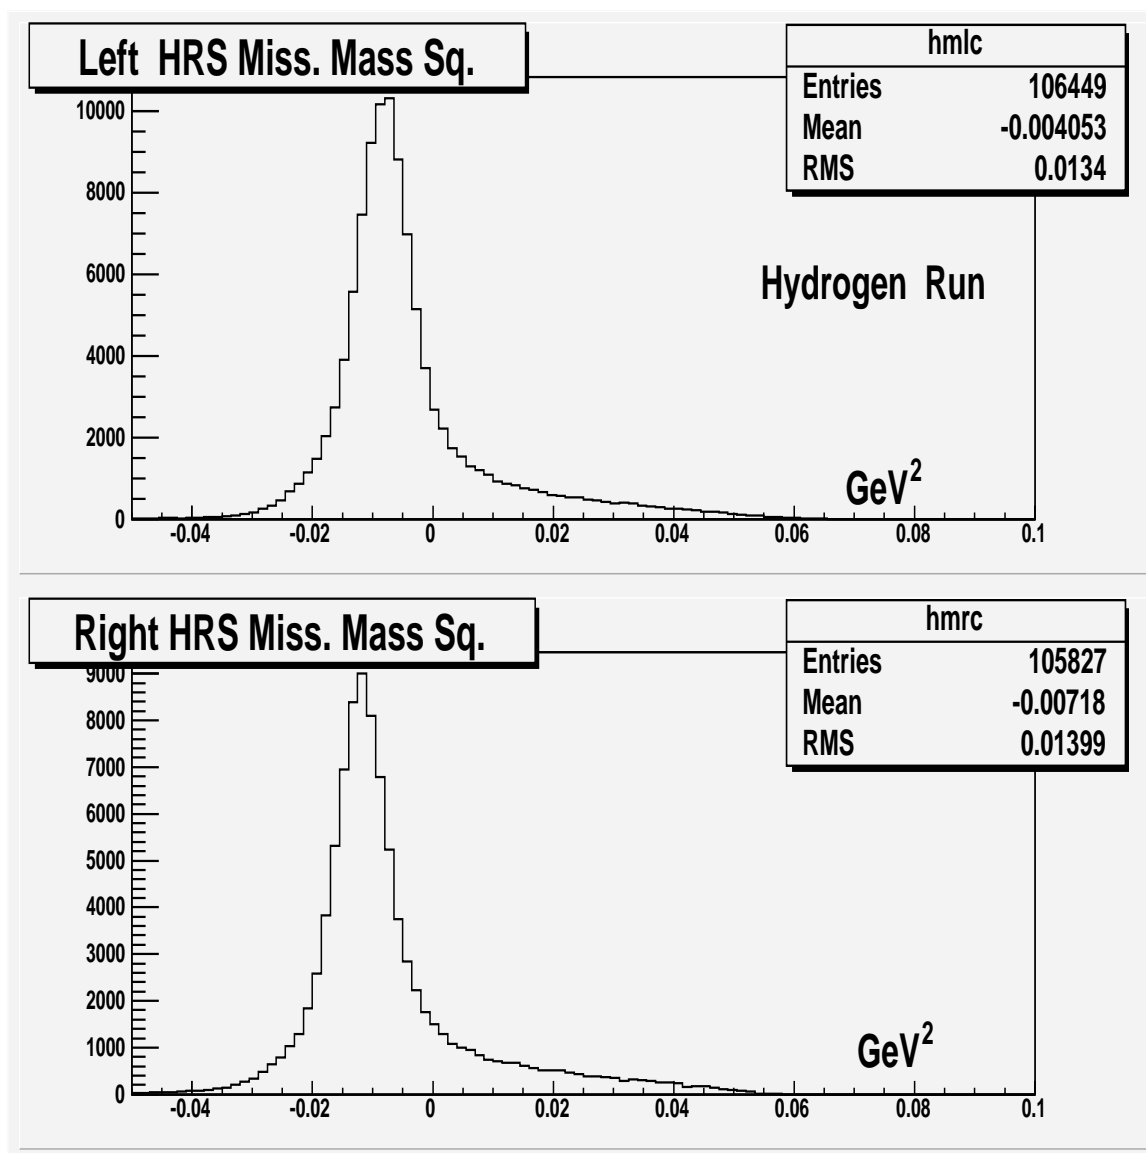 Left HRS Miss. Mass Sq.
hmlc
Entries 106449
Mean -0.004053
RMS 0.0134
10000
8000
6000
4000
2000
0
Hydrogen Run
GeV²
-0.04 -0.02 0 0.02 0.04 0.06 0.08 0.1
Right HRS Miss. Mass Sq.
hmrc
Entries 105827
Mean -0.00718
RMS 0.01399
9000
8000
7000
6000
5000
4000
3000
2000
1000
0
GeV²
-0.04 -0.02 0 0.02 0.04 0.06 0.08 0.1